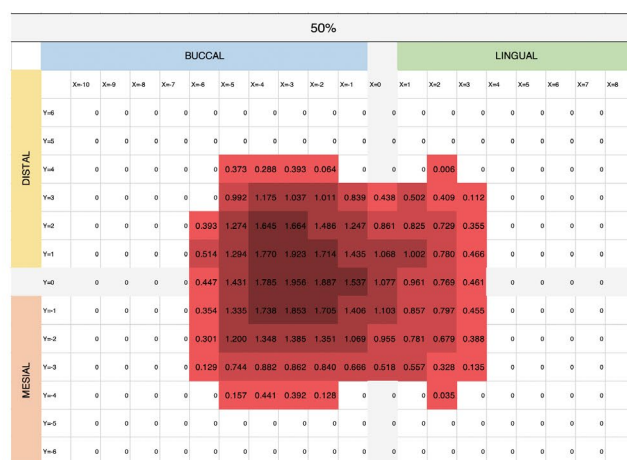 50%
BUCCAL LINGUAL
X=-10 X=-9 X=-8 X=-7 X=-6 X=-5 X=-4 X=-3 X=-2 X=-1 X=0 X=1 X=2 X=3 X=4 X=5 X=6 X=7 X=8
DISTAL
Y=6 0 0 0 0 0 0 0 0 0 0 0 0 0 0 0 0 0 0 0
Y=5 0 0 0 0 0 0 0 0 0 0 0 0 0 0 0 0 0 0 0
Y=4 0 0 0 0 0 0.373 0.288 0.393 0.064 0 0 0 0.006 0 0 0 0 0 0
Y=3 0 0 0 0 0 0.992 1.175 1.037 1.011 0.839 0.438 0.502 0.409 0.112 0 0 0 0 0
Y=2 0 0 0 0 0.393 1.274 1.645 1.664 1.486 1.247 0.861 0.825 0.729 0.355 0 0 0 0 0
Y=1 0 0 0 0 0.514 1.294 1.770 1.923 1.714 1.435 1.068 1.002 0.780 0.466 0 0 0 0 0
Y=0 0 0 0 0 0.447 1.431 1.785 1.956 1.887 1.537 1.077 0.961 0.769 0.461 0 0 0 0 0
MESIAL
Y=-1 0 0 0 0 0.354 1.335 1.738 1.853 1.705 1.406 1.103 0.857 0.797 0.455 0 0 0 0 0
Y=-2 0 0 0 0 0.301 1.200 1.348 1.385 1.351 1.069 0.955 0.781 0.679 0.388 0 0 0 0 0
Y=-3 0 0 0 0 0.129 0.744 0.882 0.862 0.840 0.666 0.518 0.557 0.328 0.135 0 0 0 0 0
Y=-4 0 0 0 0 0 0.157 0.441 0.392 0.128 0 0 0 0.035 0 0 0 0 0 0
Y=-5 0 0 0 0 0 0 0 0 0 0 0 0 0 0 0 0 0 0 0
Y=-6 0 0 0 0 0 0 0 0 0 0 0 0 0 0 0 0 0 0 0